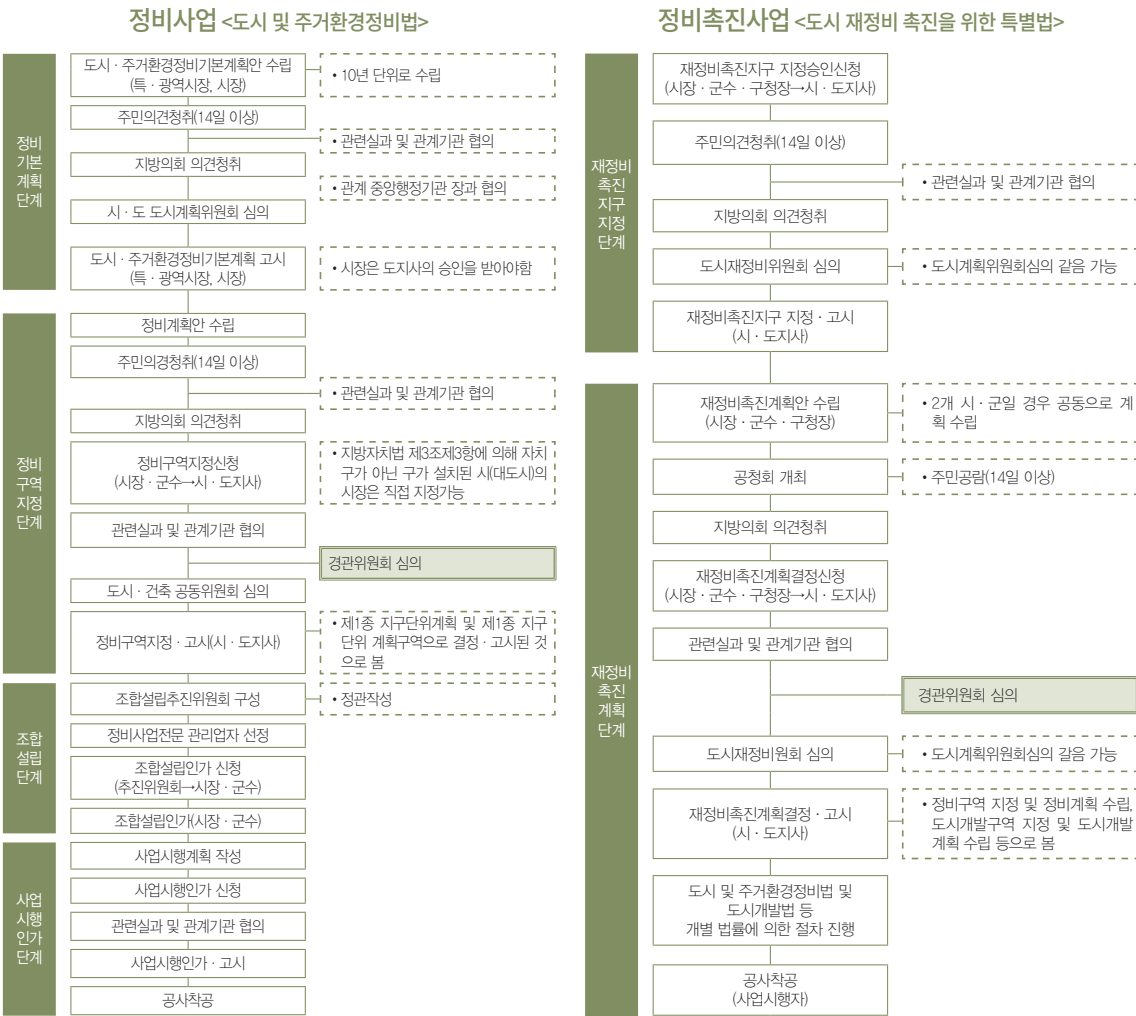 정비사업 <도시 및 주거환경정비법>
정비
기본
계획
단계
도시 · 주거환경정비기본계획안 수립
(특 · 광역시장, 시장)
• 10년 단위로 수립
주민의견청취(14일 이상)
• 관련실과 및 관계기관 협의
지방의회 의견청취
• 관계 중앙행정기관 장과 협의
시 · 도 도시계획위원회 심의
도시 · 주거환경정비기본계획 고시
(특 · 광역시장, 시장)
• 시장은 도지사의 승인을 받아야함
정비
구역
지정
단계
정비계획안 수립
주민의경청취(14일 이상)
• 관련실과 및 관계기관 협의
지방의회 의견청취
정비구역지정신청
(시장 · 군수→시 · 도지사)
• 지방자치법 제3조제3항에 의해 자치
구가 아닌 구가 설치된 시(대도시)의
시장은 직접 지정가능
관련실과 및 관계기관 협의
경관위원회 심의
도시 · 건축 공동위원회 심의
정비구역지정 · 고시(시 · 도지사)
• 제1종 지구단위계획 및 제1종 지구
단위 계획구역으로 결정 · 고시된 것
으로 봄
조합
설립
단계
조합설립추진위원회 구성
• 정관작성
정비사업전문 관리업자 선정
조합설립인가 신청
(추진위원회→시장 · 군수)
조합설립인가(시장 · 군수)
사업
시행
인가
단계
사업시행계획 작성
사업시행인가 신청
관련실과 및 관계기관 협의
사업시행인가 · 고시
공사착공
정비촉진사업 <도시 재정비 촉진을 위한 특별법>
재정비
촉진
지구
지정
단계
재정비촉진지구 지정승인신청
(시장 · 군수 · 구청장→시 · 도지사)
주민의견청취(14일 이상)
• 관련실과 및 관계기관 협의
지방의회 의견청취
도시재정비위원회 심의
• 도시계획위원회심의 갈음 가능
재정비촉진지구 지정 · 고시
(시 · 도지사)
재정비
촉진
계획
단계
재정비촉진계획안 수립
(시장 · 군수 · 구청장)
• 2개 시 · 군일 경우 공동으로 계
획 수립
공청회 개최
• 주민공람(14일 이상)
지방의회 의견청취
재정비촉진계획결정신청
(시장 · 군수 · 구청장→시 · 도지사)
관련실과 및 관계기관 협의
경관위원회 심의
도시재정비원회 심의
• 도시계획위원회심의 갈음 가능
재정비촉진계획결정 · 고시
(시 · 도지사)
• 정비구역 지정 및 정비계획 수립,
도시개발구역 지정 및 도시개발
계획 수립 등으로 봄
도시 및 주거환경정비법 및
도시개발법 등
개별 법률에 의한 절차 진행
공사착공
(사업시행자)